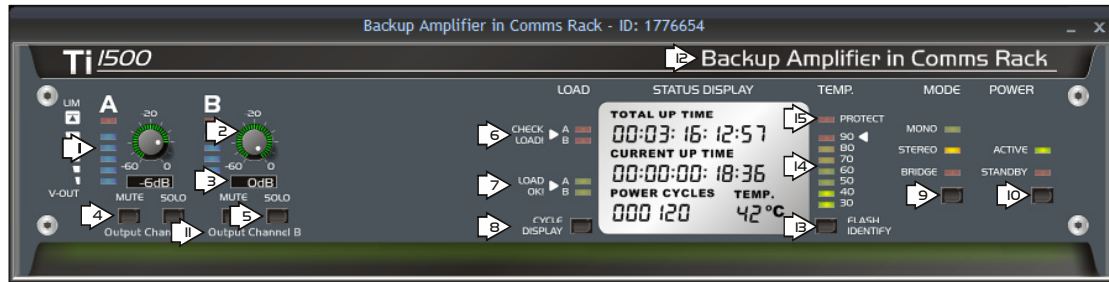 Backup Amplifier in Comms Rack - ID: 1776654
Ti 1500
12 Backup Amplifier in Comms Rack
LOAD STATUS DISPLAY TEMP. MODE POWER
LIM A B
-20 -20
1 2
-60 0 -60 0
3
-6dB 0dB
V-OUT
MUTE SOLO MUTE SOLO
4 5
Output Chann 11 Output Channel B
6 CHECK LOAD! A B
7 LOAD OK! A B
8 CYCLE DISPLAY
TOTAL UP TIME
00:03:16:12:57
CURRENT UP TIME
00:00:00:18:36
POWER CYCLES TEMP.
000120 42°C
15 PROTECT
90
80
70
14 60
50
40
30
13 FLASH IDENTIFY
MONO
STEREO
BRIDGE
9
ACTIVE
STANDBY
10